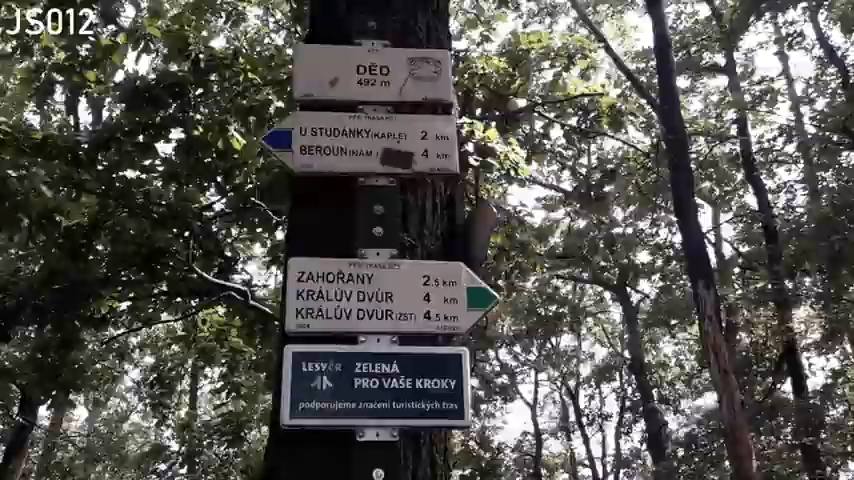 JS012
DĚD
492 m
U STUDÁNKY(KAPLE) 2 km
BEROUN(NÁM.) 4 km
ZAHOŘANY 2.5 km
KRÁLŮV DVŮR 4 km
KRÁLŮV DVŮR(ŽST) 4.5 km
LESY ČR
ZELENÁ
PRO VAŠE KROKY
podporujeme značení turistických tras